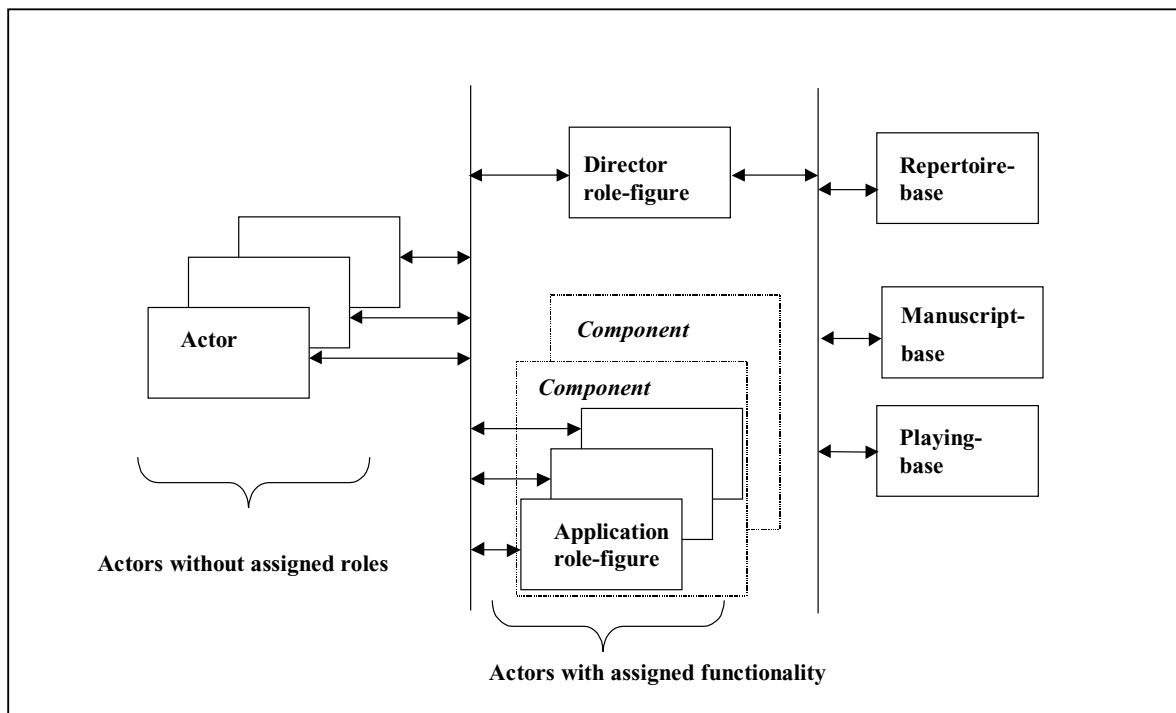 Director
role-figure
Repertoire-
base
Actor
Component
Component
Manuscript-
base
Playing-
base
Application
role-figure
Actors without assigned roles
Actors with assigned functionality